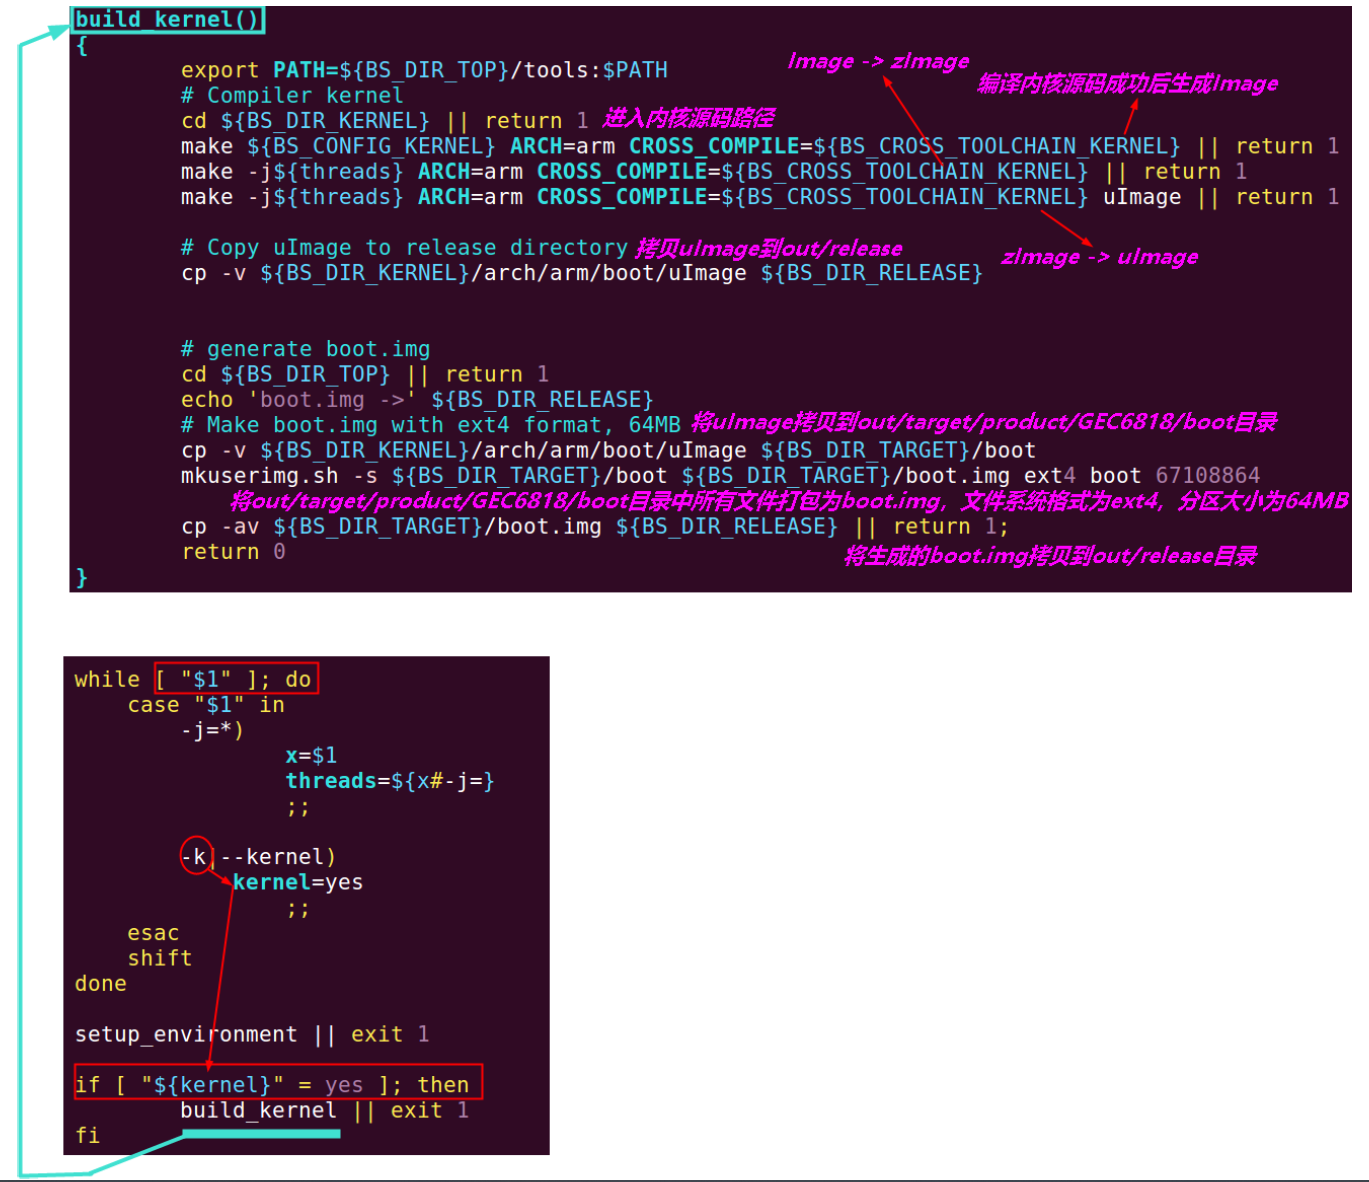 build_kernel()
{
export PATH=${BS_DIR_TOP}/tools:$PATH
Image -> zImage
# Compiler kernel
编译内核源码成功后生成Image
cd ${BS_DIR_KERNEL} || return 1 进入内核源码路径
make ${BS_CONFIG_KERNEL} ARCH=arm CROSS_COMPILE=${BS_CROSS_TOOLCHAIN_KERNEL} || return 1
make -j${threads} ARCH=arm CROSS_COMPILE=${BS_CROSS_TOOLCHAIN_KERNEL} || return 1
make -j${threads} ARCH=arm CROSS_COMPILE=${BS_CROSS_TOOLCHAIN_KERNEL} uImage || return 1
# Copy uImage to release directory 拷贝uImage到out/release
zImage -> uImage
cp -v ${BS_DIR_KERNEL}/arch/arm/boot/uImage ${BS_DIR_RELEASE}
# generate boot.img
cd ${BS_DIR_TOP} || return 1
echo 'boot.img ->' ${BS_DIR_RELEASE}
# Make boot.img with ext4 format, 64MB 将uImage拷贝到out/target/product/GEC6818/boot目录
cp -v ${BS_DIR_KERNEL}/arch/arm/boot/uImage ${BS_DIR_TARGET}/boot
mkuserimg.sh -s ${BS_DIR_TARGET}/boot ${BS_DIR_TARGET}/boot.img ext4 boot 67108864
将out/target/product/GEC6818/boot目录中所有文件打包为boot.img，文件系统格式为ext4，分区大小为64MB
cp -av ${BS_DIR_TARGET}/boot.img ${BS_DIR_RELEASE} || return 1;
return 0
将生成的boot.img拷贝到out/release目录
}
while [ "$1" ]; do
case "$1" in
-j=*)
x=$1
threads=${x#-j=}
;;
-k|--kernel)
kernel=yes
;;
esac
shift
done
setup_environment || exit 1
if [ "${kernel}" = yes ]; then
build_kernel || exit 1
fi